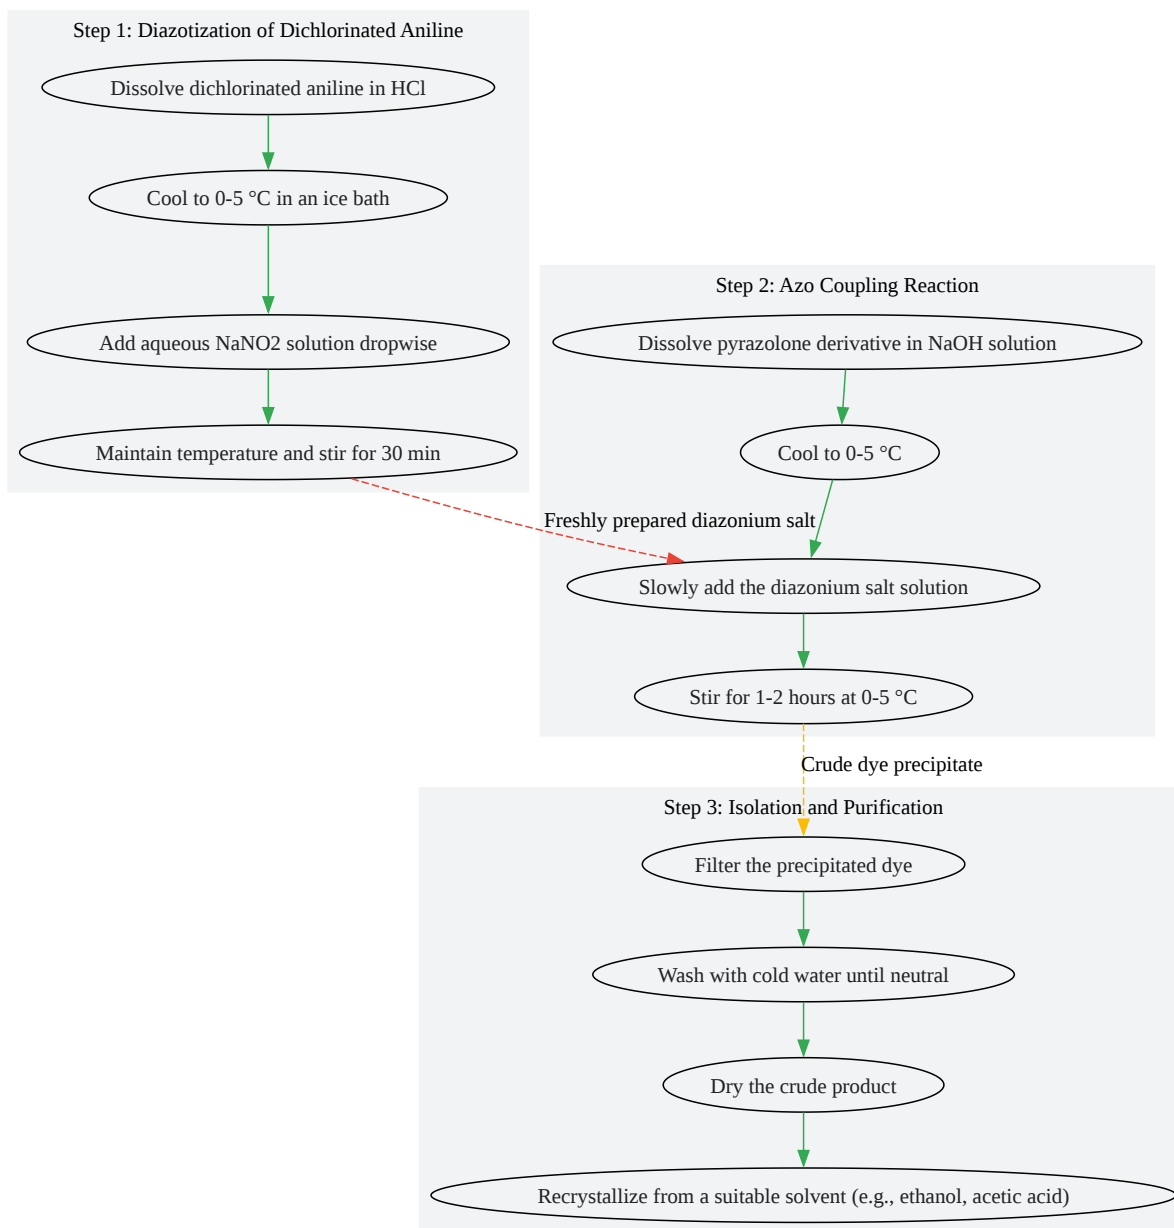 Step 1: Diazotization of Dichlorinated Aniline
Dissolve dichlorinated aniline in HCl
Cool to 0-5 °C in an ice bath
Add aqueous NaNO2 solution dropwise
Maintain temperature and stir for 30 min
Step 2: Azo Coupling Reaction
Dissolve pyrazolone derivative in NaOH solution
Cool to 0-5 °C
Freshly prepared diazonium salt
Slowly add the diazonium salt solution
Stir for 1-2 hours at 0-5 °C
Crude dye precipitate
Step 3: Isolation and Purification
Filter the precipitated dye
Wash with cold water until neutral
Dry the crude product
Recrystallize from a suitable solvent (e.g., ethanol, acetic acid)